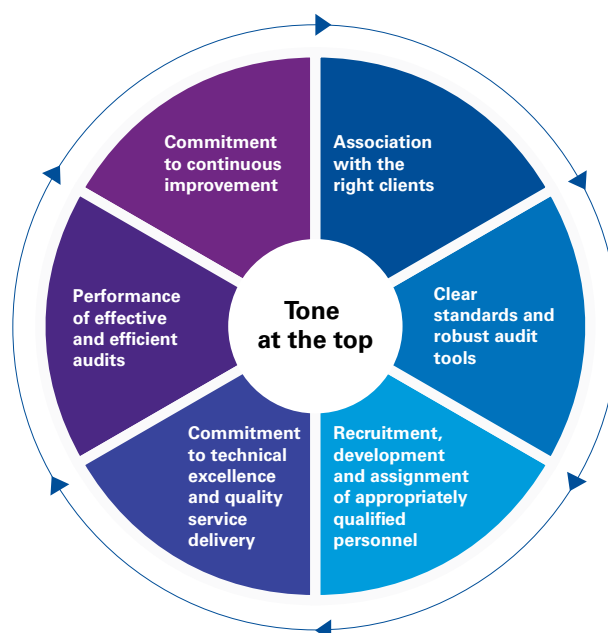 Commitment
to continuous
improvement
Association
with the
right clients
Performance
of effective
and efficient
audits
Tone
at the top
Clear
standards and
robust audit
tools
Commitment
to technical
excellence
and quality
service
delivery
Recruitment,
development
and assignment
of appropriately
qualified
personnel